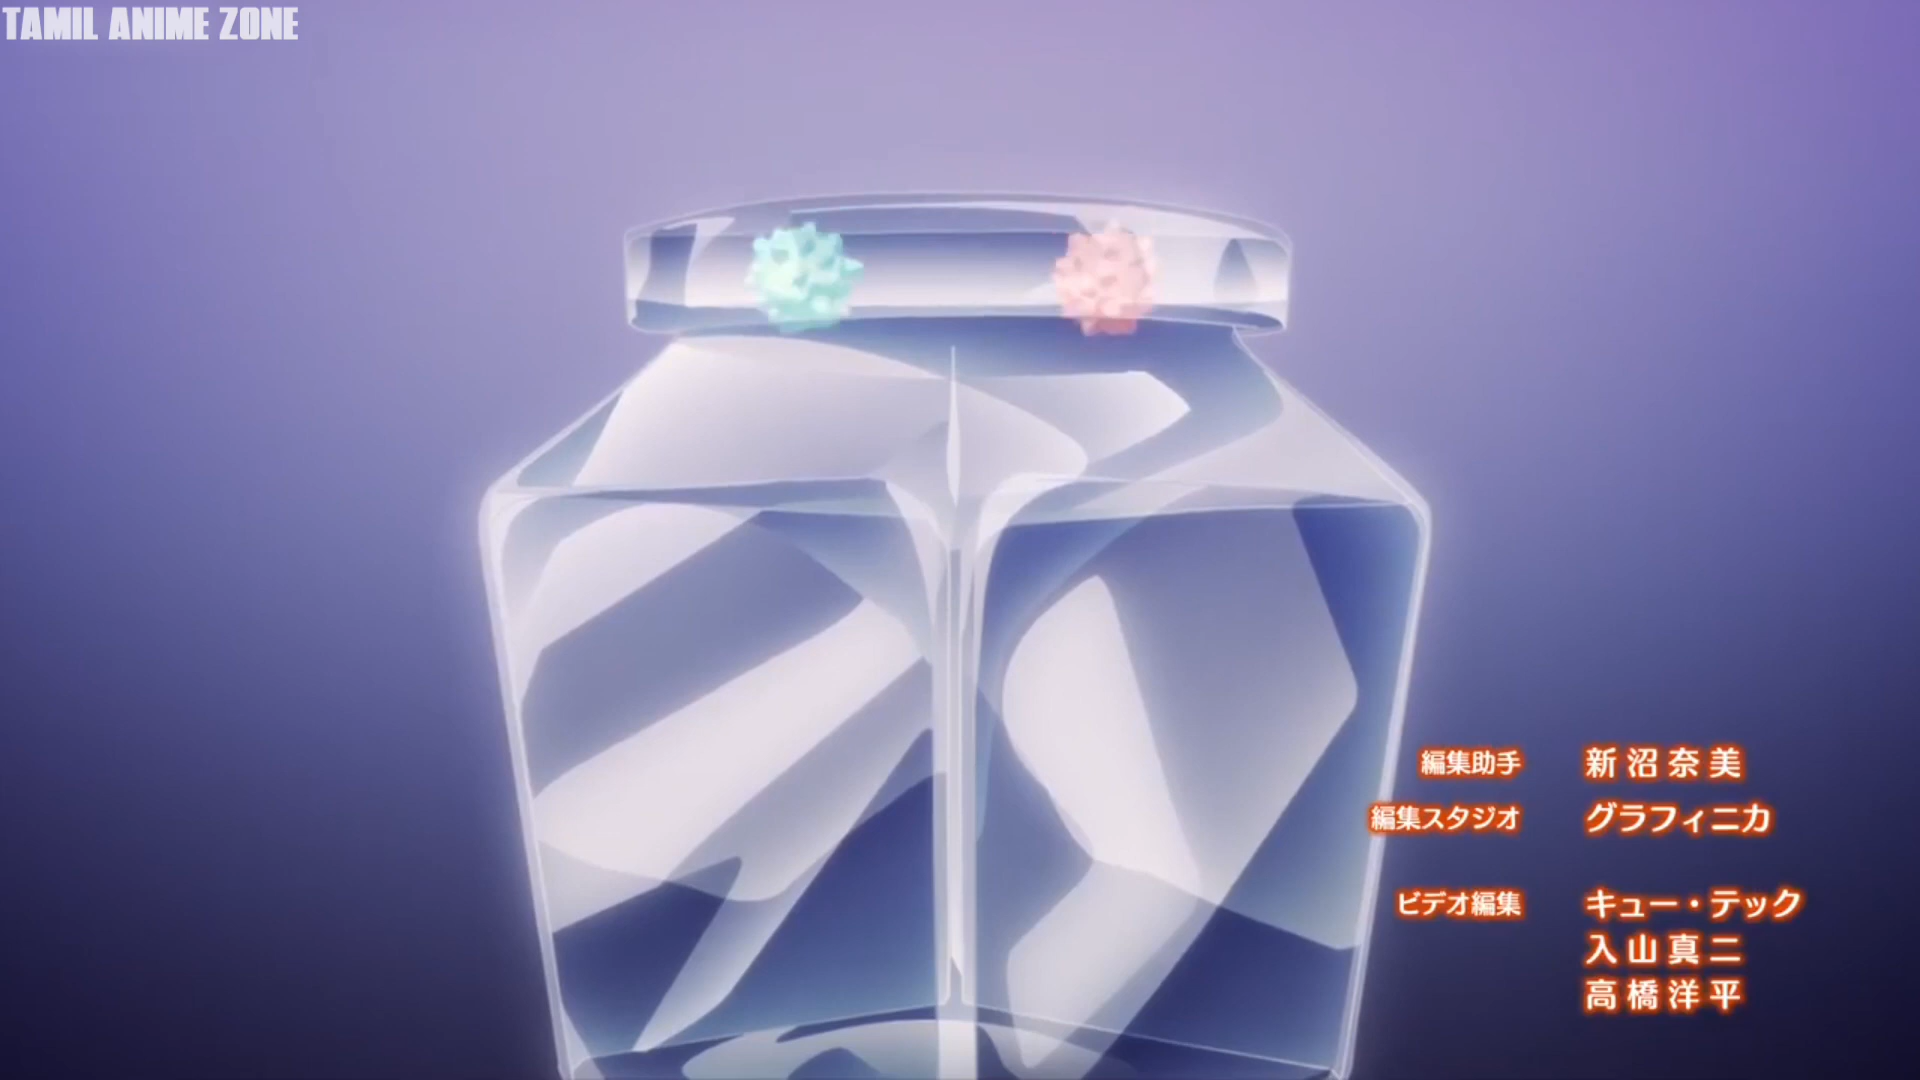 TAMIL ANIME ZONE
編集助手 新沼奈美
編集スタジオ グラフィニカ
ビデオ編集 キュー・テック
入山真二
高橋洋平